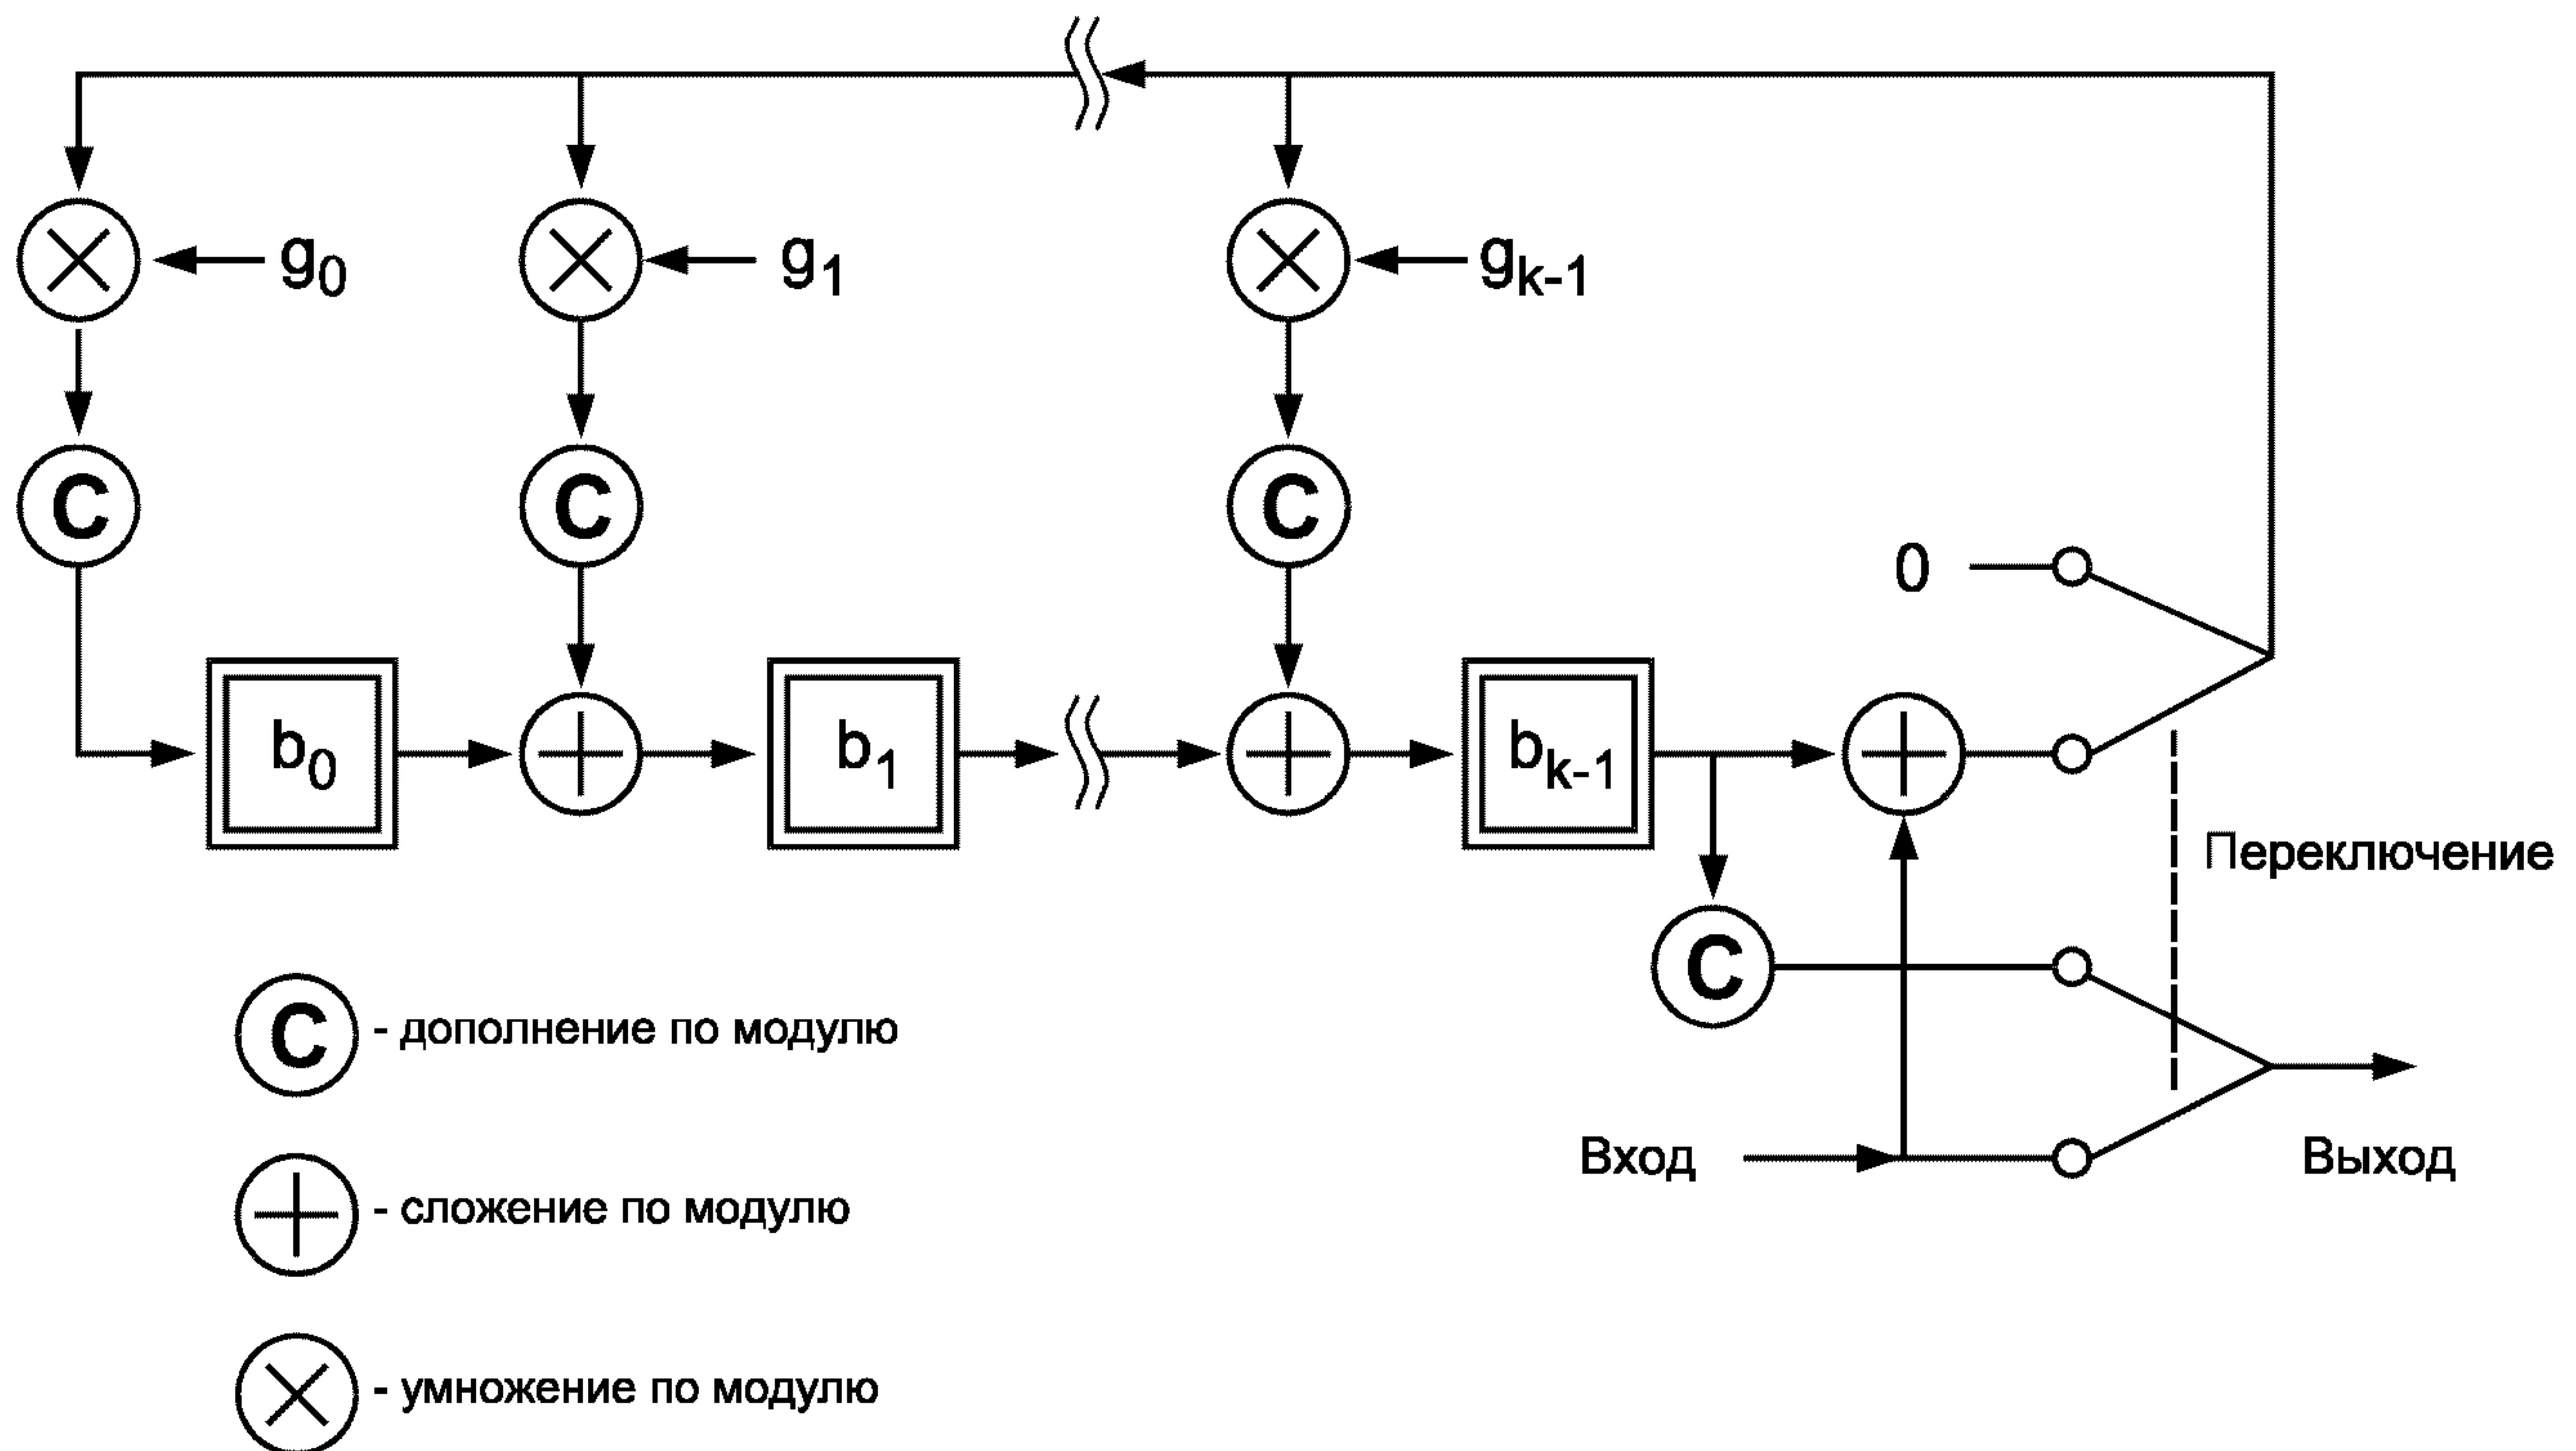 g0
g1
gk-1
C
C
C
0
b0
b1
bk-1
Переключение
C
C - дополнение по модулю
Вход
Выход
- сложение по модулю
- умножение по модулю